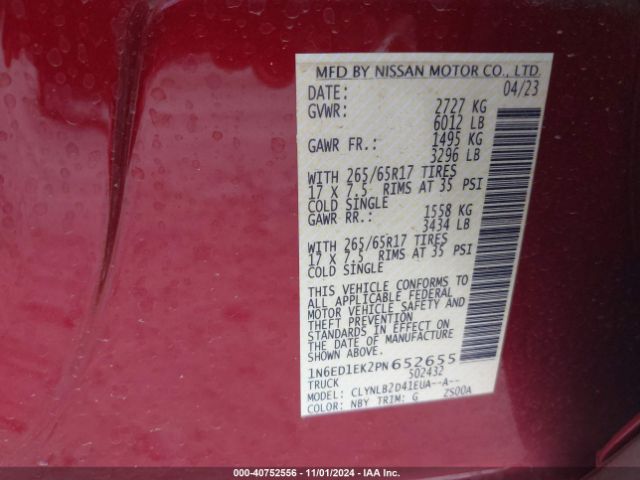 MFD BY NISSAN MOTOR CO., LTD.
DATE: 04/23
GVWR: 2727 KG
6012 LB
GAWR FR.: 1495 KG
3296 LB
WITH 265/65R17 TIRES
17 X 7.5 RIMS AT 35 PSI
COLD SINGLE
GAWR RR.: 1558 KG
3434 LB
WITH 265/65R17 TIRES
17 X 7.5 RIMS AT 35 PSI
COLD SINGLE
THIS VEHICLE CONFORMS TO
ALL APPLICABLE FEDERAL
MOTOR VEHICLE SAFETY AND
THEFT PREVENTION
STANDARDS IN EFFECT ON
THE DATE OF MANUFACTURE
SHOWN ABOVE.
1N6ED1EK2PN652655
TRUCK 502432
MODEL: CLYNLB2D41EUA--A--
COLOR: NBY TRIM: G 2S00A
000-40752556 - 11/01/2024 - IAA Inc.